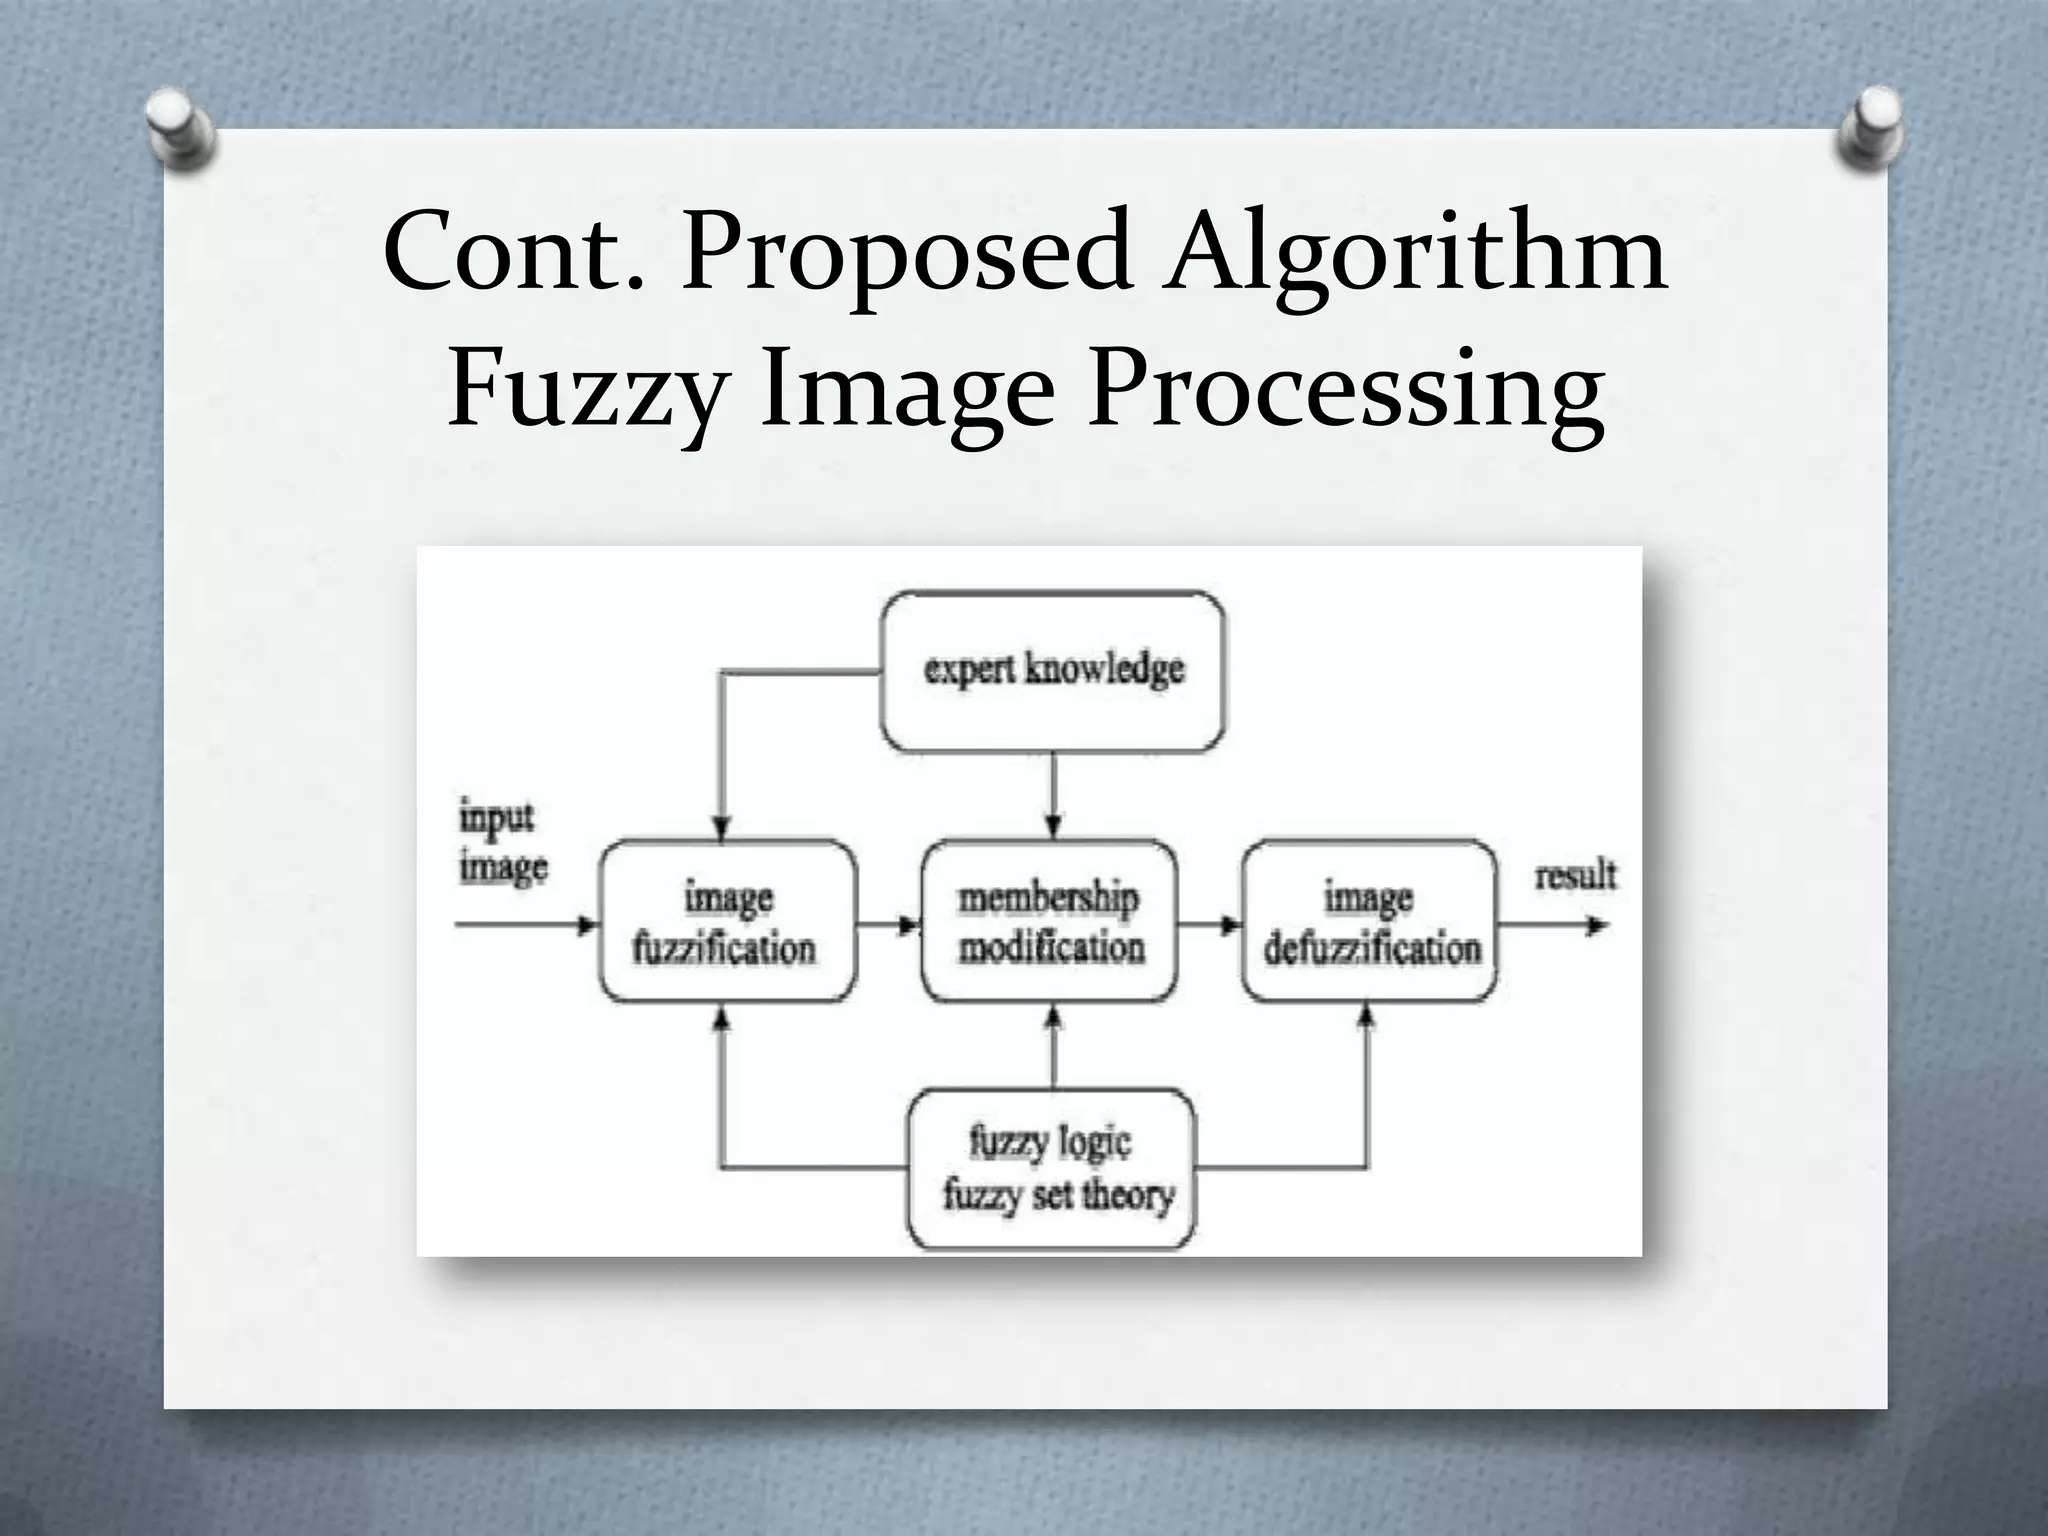 Cont. Proposed Algorithm
Fuzzy Image Processing
expert knowledge
input
image
image
fuzzification
membership
modification
image
defuzzification
result
fuzzy logic
fuzzy set theory